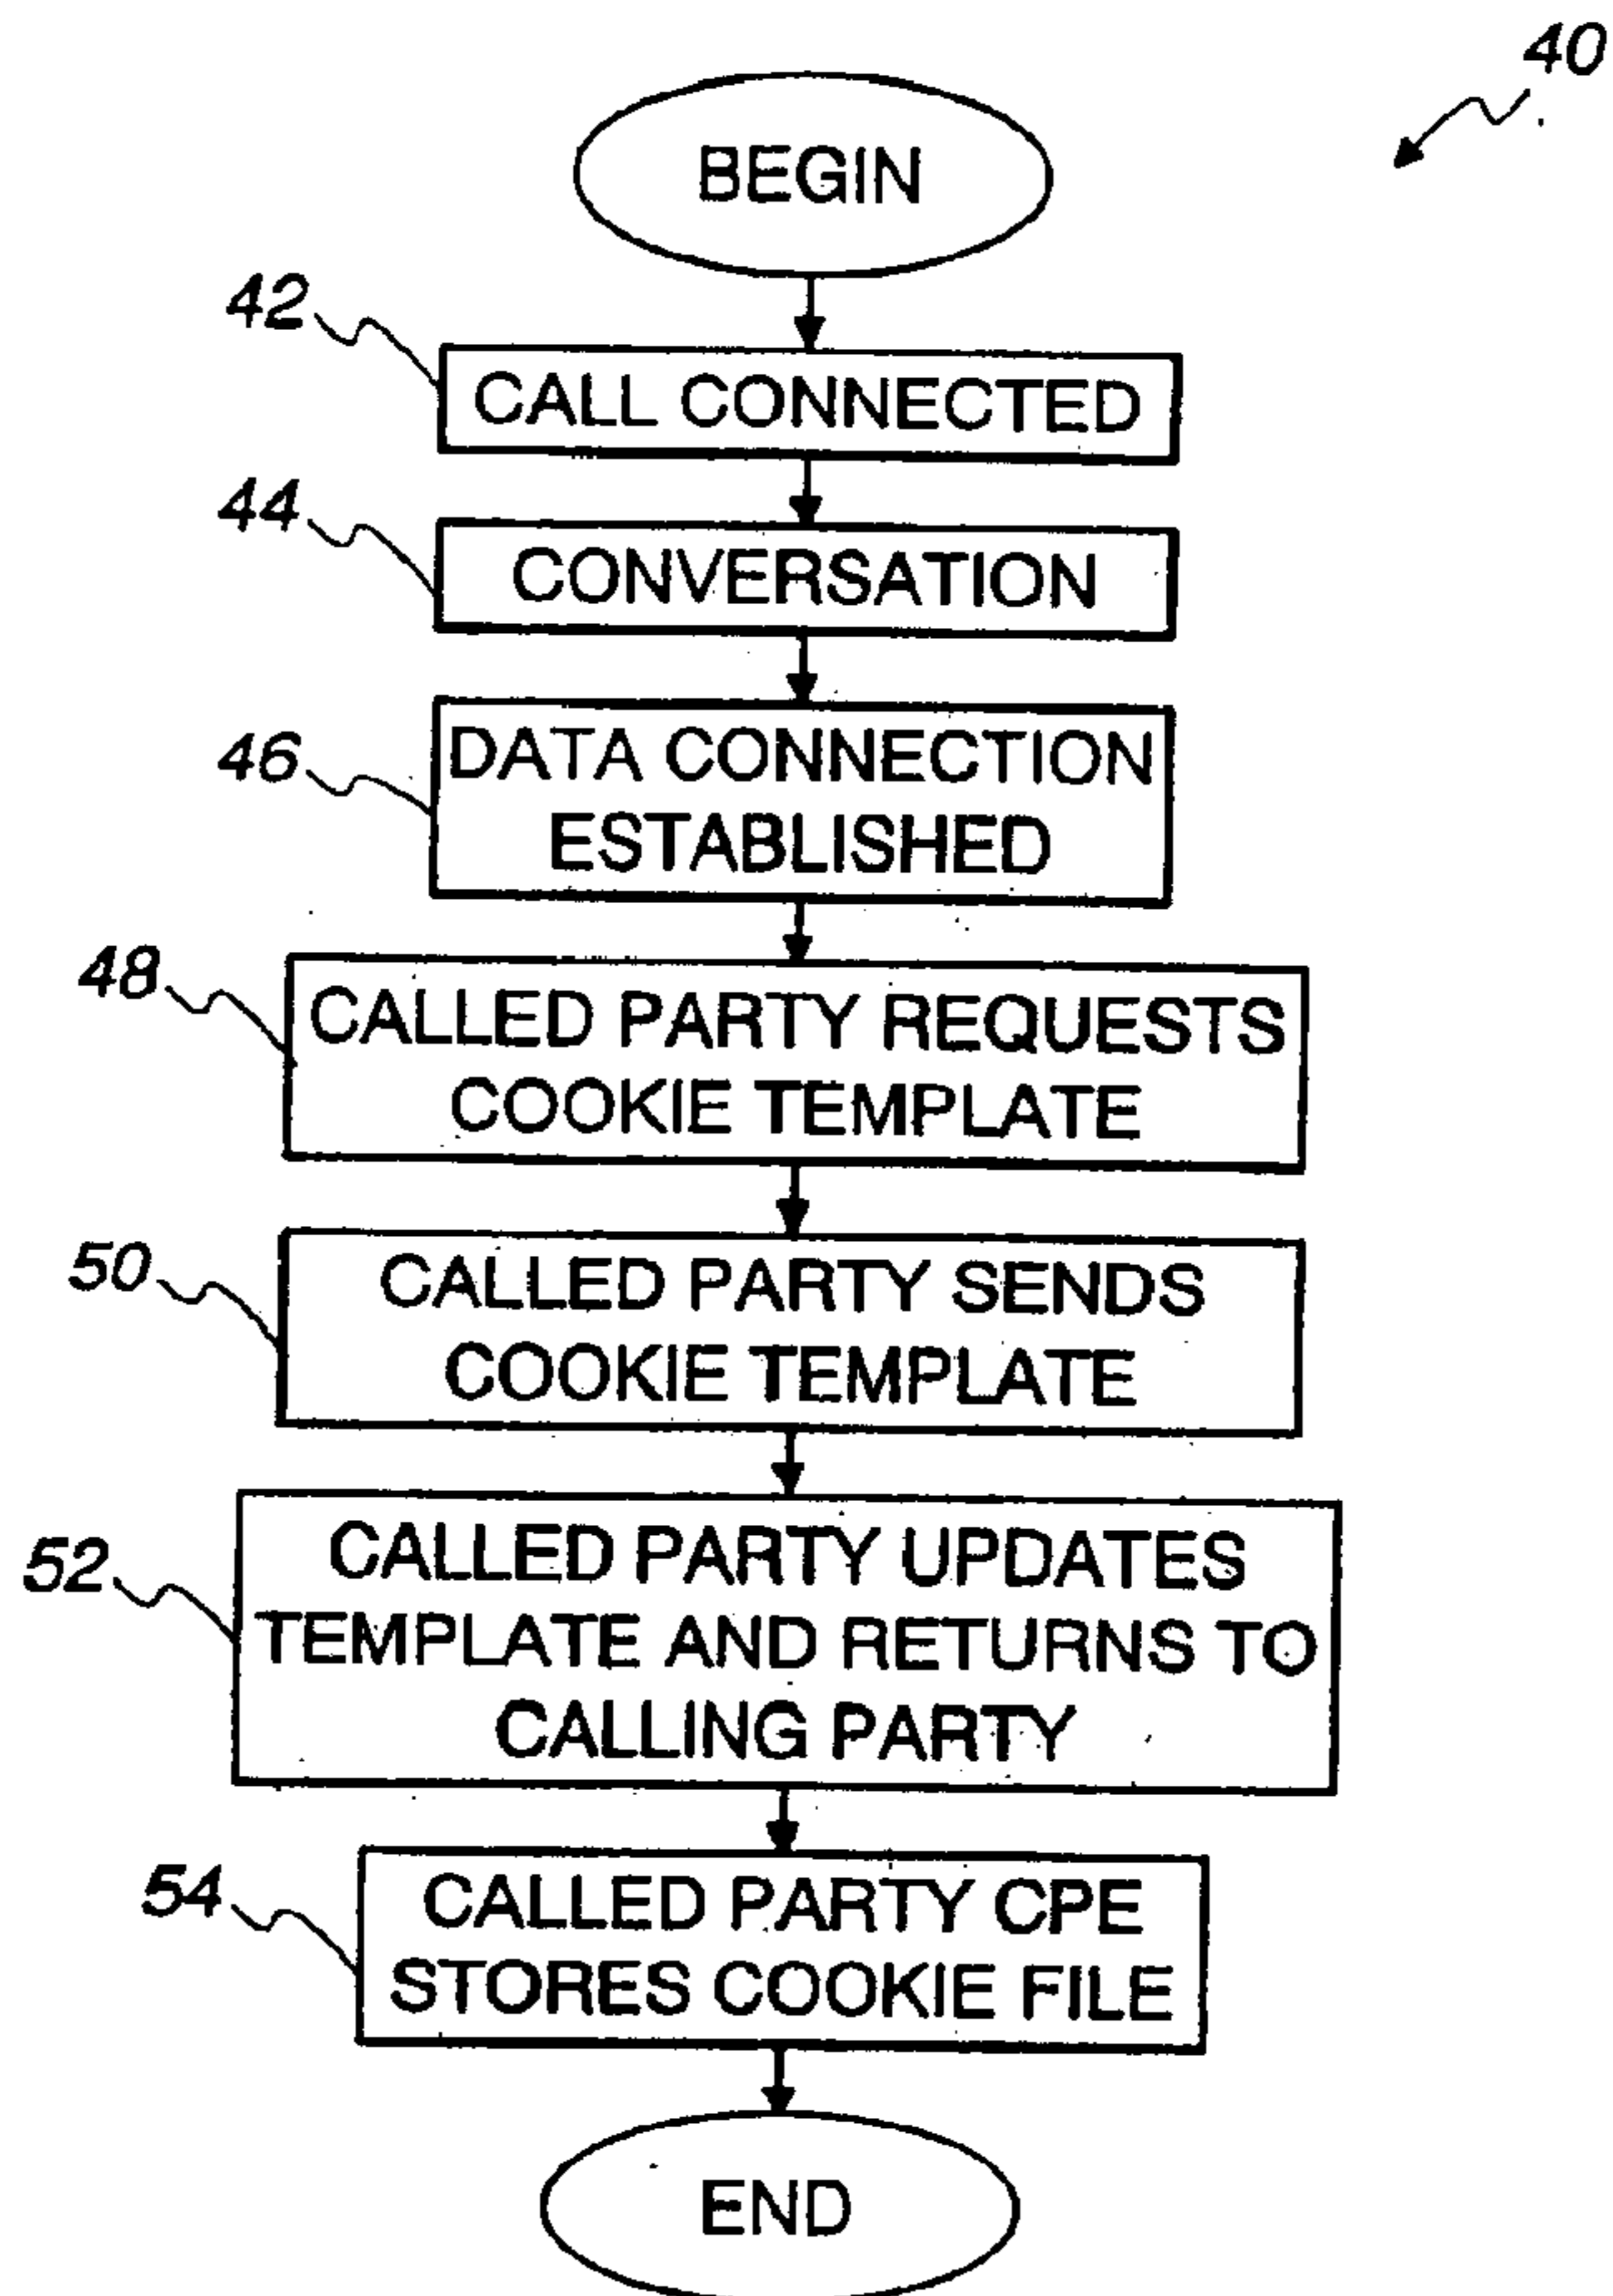 40
BEGIN
42
CALL CONNECTED
44
CONVERSATION
46
DATA CONNECTION
ESTABLISHED
48
CALLED PARTY REQUESTS
COOKIE TEMPLATE
50
CALLED PARTY SENDS
COOKIE TEMPLATE
52
CALLED PARTY UPDATES
TEMPLATE AND RETURNS TO
CALLING PARTY
54
CALLED PARTY CPE
STORES COOKIE FILE
END